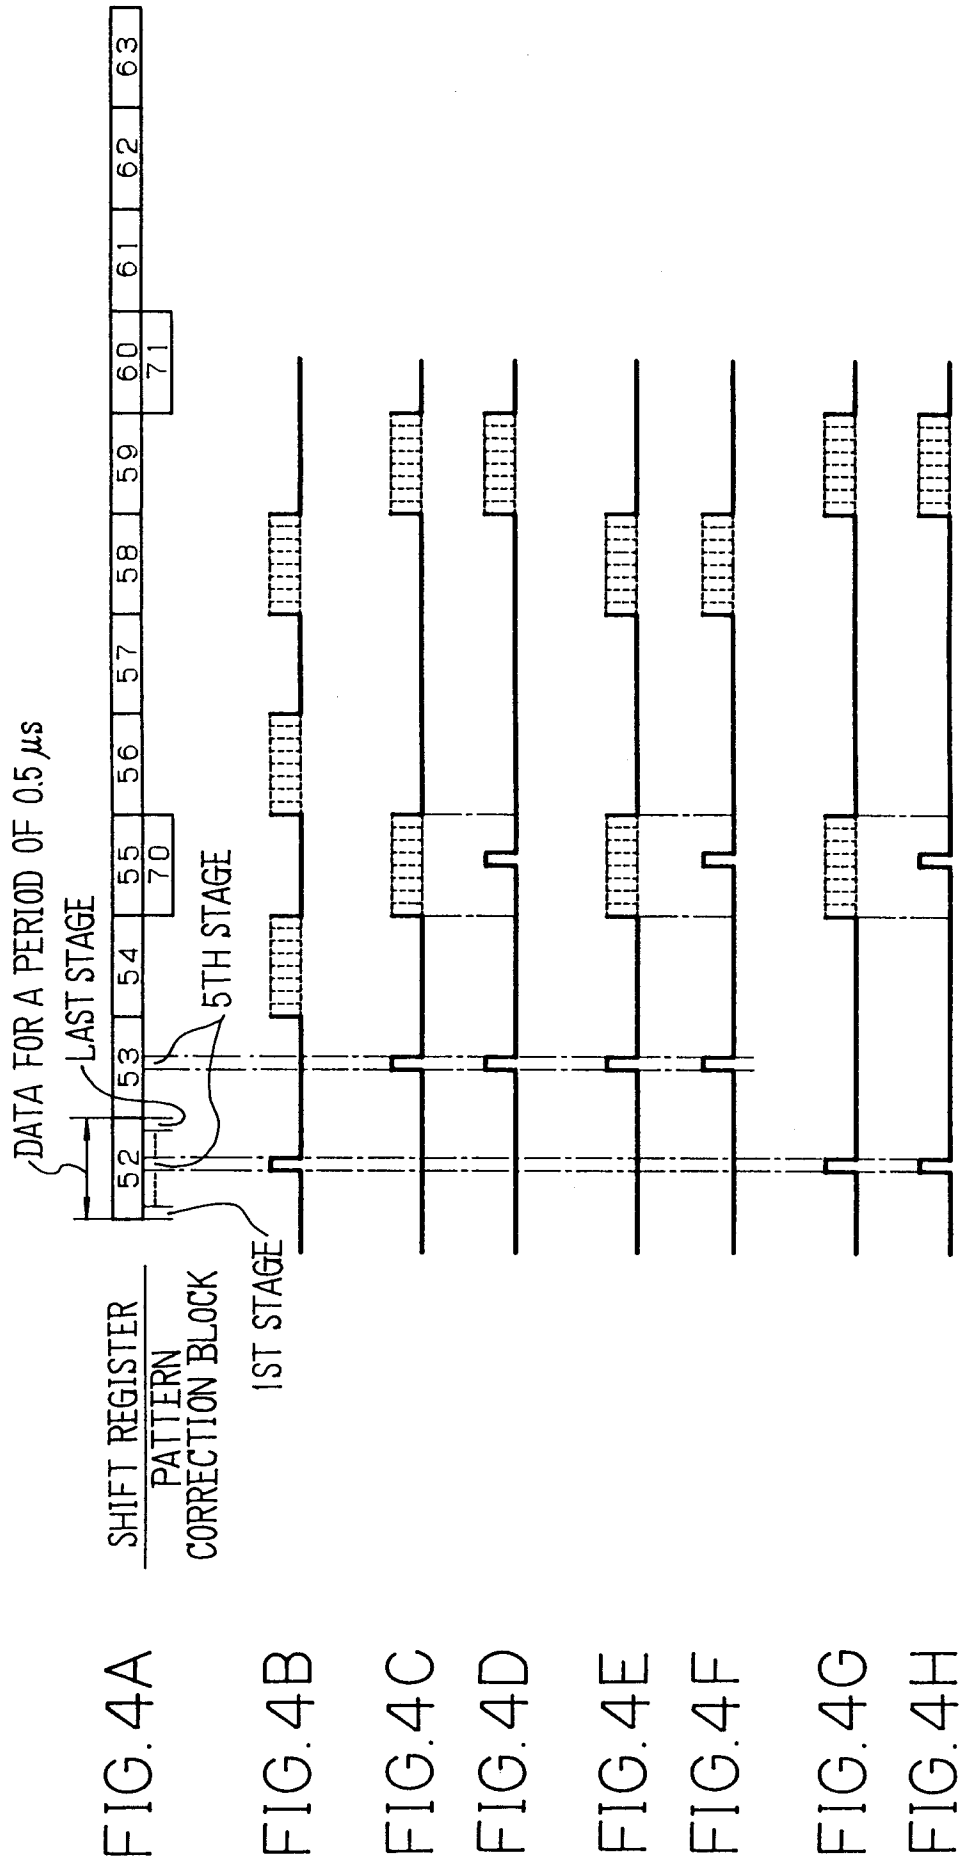 DATA FOR A PERIOD OF 0.5 μs
LAST STAGE
5TH STAGE
1ST STAGE
FIG. 4A
SHIFT REGISTER
PATTERN
CORRECTION BLOCK
52 53 54 55 56 57 58 59 60 61 62 63
70 71
FIG. 4B
FIG. 4C
FIG. 4D
FIG. 4E
FIG. 4F
FIG. 4G
FIG. 4H